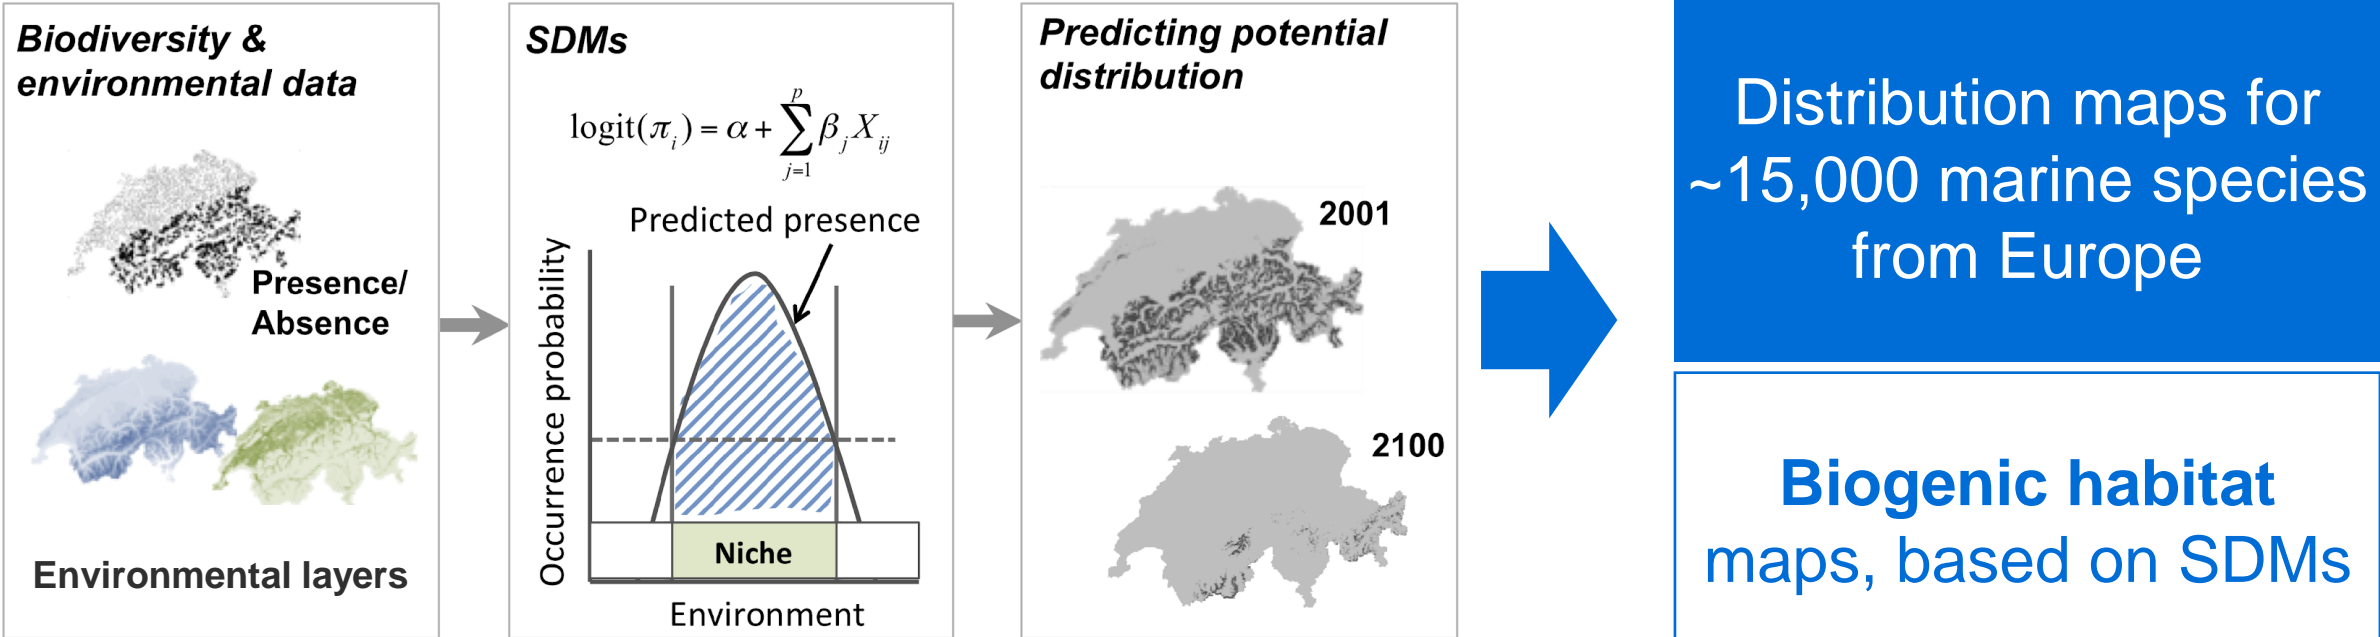 Biodiversity &
environmental data
Presence/
Absence
Environmental layers
SDMs
logit(π_i) = α + ∑_{j=1}^{p} β_j X_{ij}
Predicted presence
Occurrence probability
Niche
Environment
Predicting potential
distribution
2001
2100
Distribution maps for
~15,000 marine species
from Europe
Biogenic habitat
maps, based on SDMs